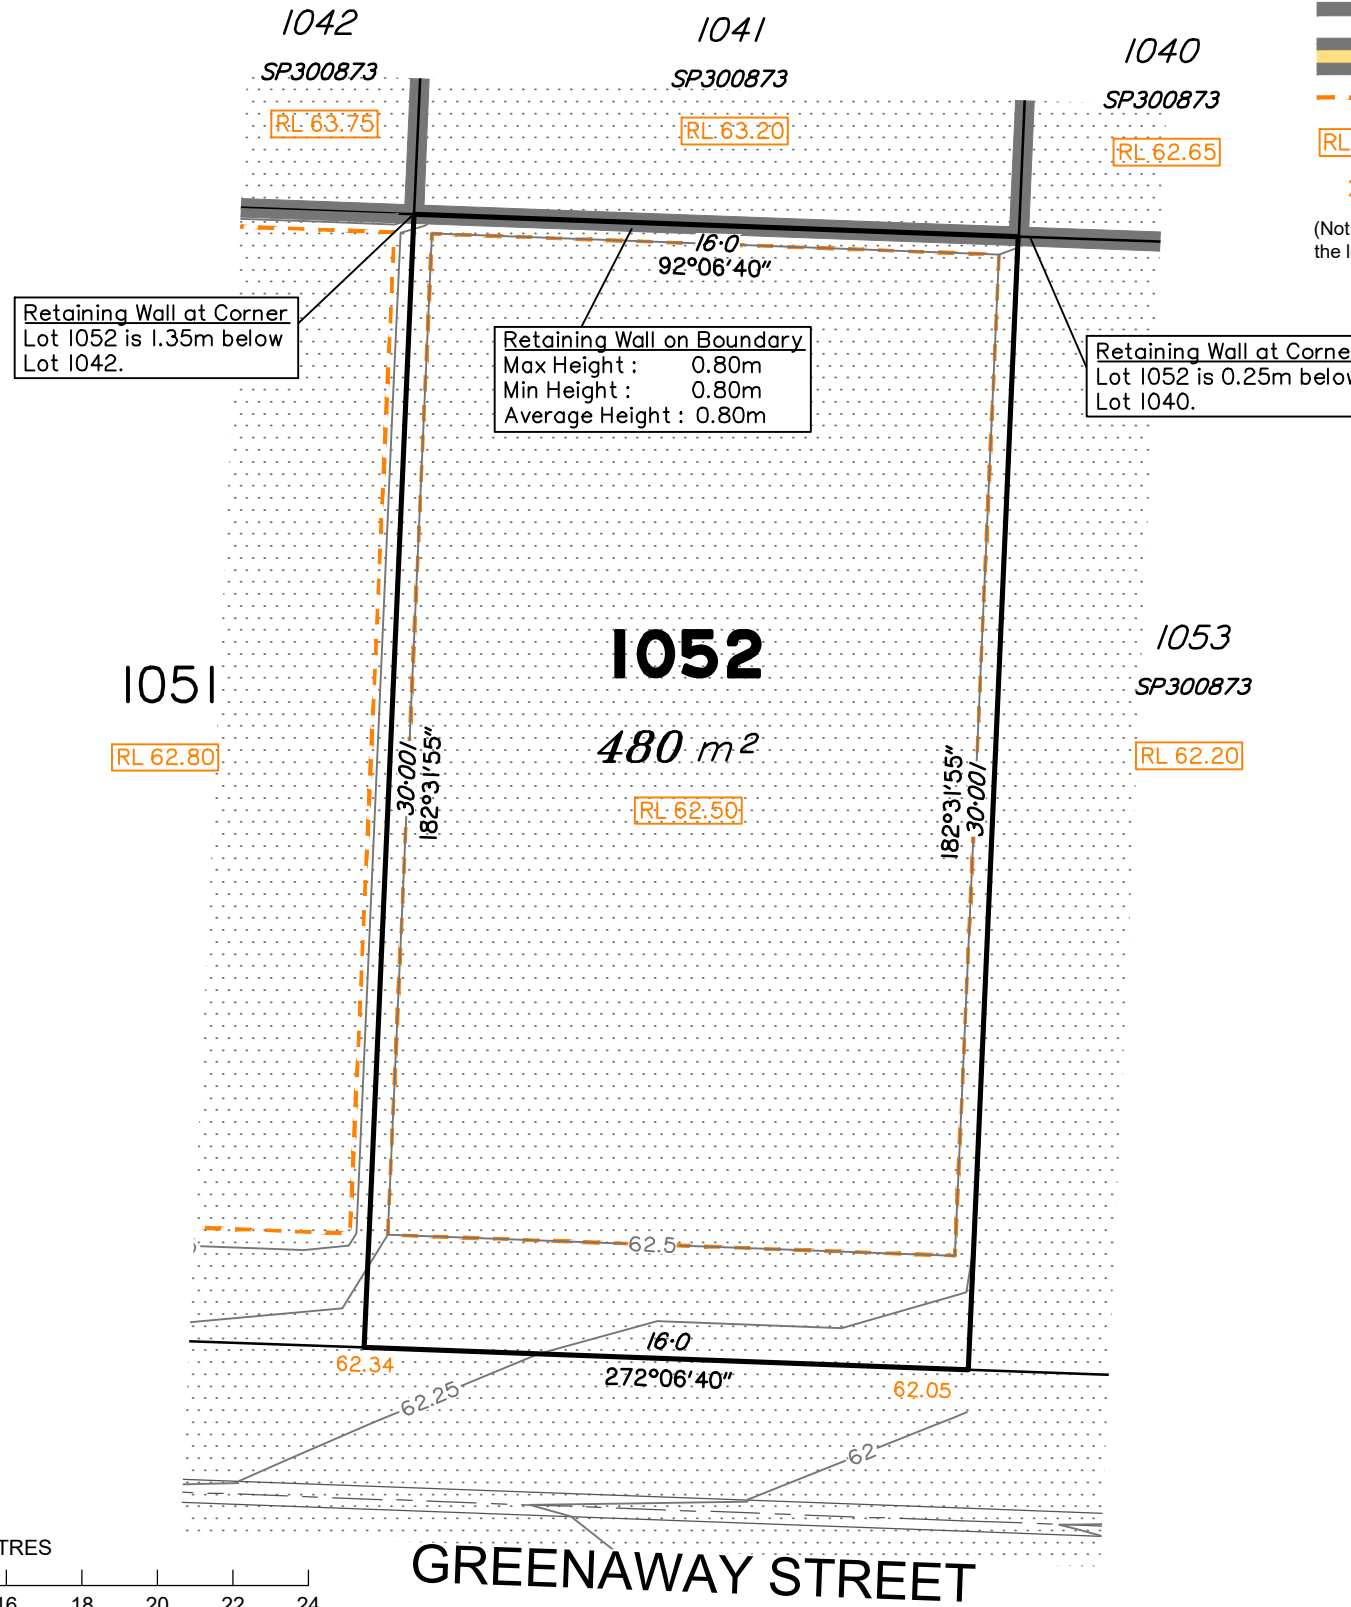 1042
SP300873
RL 63.75
1041
SP300873
RL 63.20
1040
SP300873
RL 62.65
RL
(Not
the l
16·0
92°06'40"
Retaining Wall at Corner
Lot 1052 is 1.35m below
Lot 1042.
Retaining Wall on Boundary
Max Height : 0.80m
Min Height : 0.80m
Average Height : 0.80m
Retaining Wall at Corne
Lot 1052 is 0.25m below
Lot 1040.
1051
RL 62.80
1052
480 m²
RL 62.50
1053
SP300873
RL 62.20
30·001
182°31'55"
182°31'55"
30·001
62.5
16·0
272°06'40"
62.34
62.05
62.25
62
GREENAWAY STREET
TRES
16 18 20 22 24